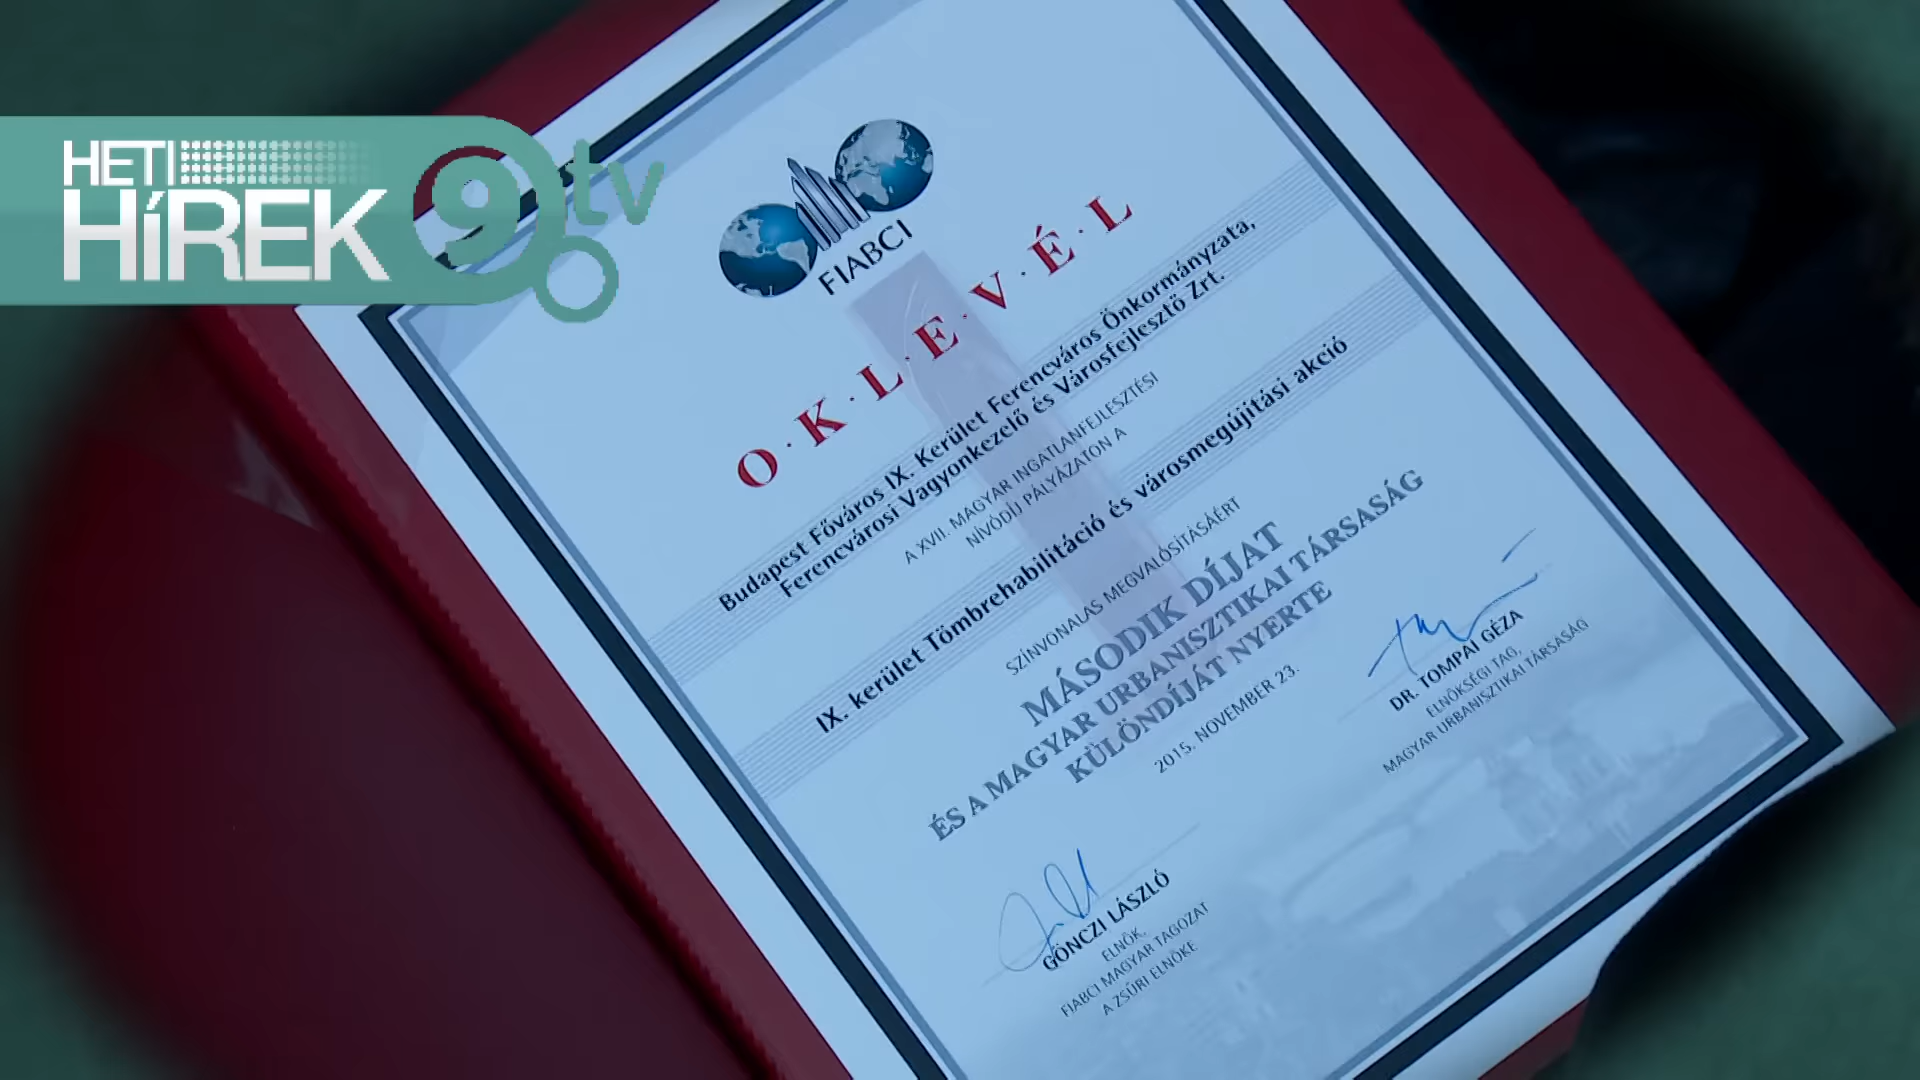 HETI
HÍREK
9.tv
FIABCI
O·K·L·E·V·É·L
Budapest Főváros IX. Kerület Ferencváros Önkormányzata,
Ferencvárosi Vagyonkezelő és Városfejlesztő Zrt.
A XVII. MAGYAR INGATLANFEJLESZTÉSI
NÍVÓDÍJ PÁLYÁZATON A
IX. kerület Tömbrehabilitáció és városmegújítási akció
SZÍNVONALAS MEGVALÓSÍTÁSÁÉRT
MÁSODIK DÍJAT
ÉS A MAGYAR URBANISZTIKAI TÁRSASÁG
KÜLÖNDÍJÁT NYERTE
2015. NOVEMBER 23.
DR. TOMPAI GÉZA
ELNÖKSÉGI TAG,
MAGYAR URBANISZTIKAI TÁRSASÁG
GÖNCZI LÁSZLÓ
ELNÖK,
FIABCI MAGYAR TAGOZAT
A ZSŰRI ELNÖKE